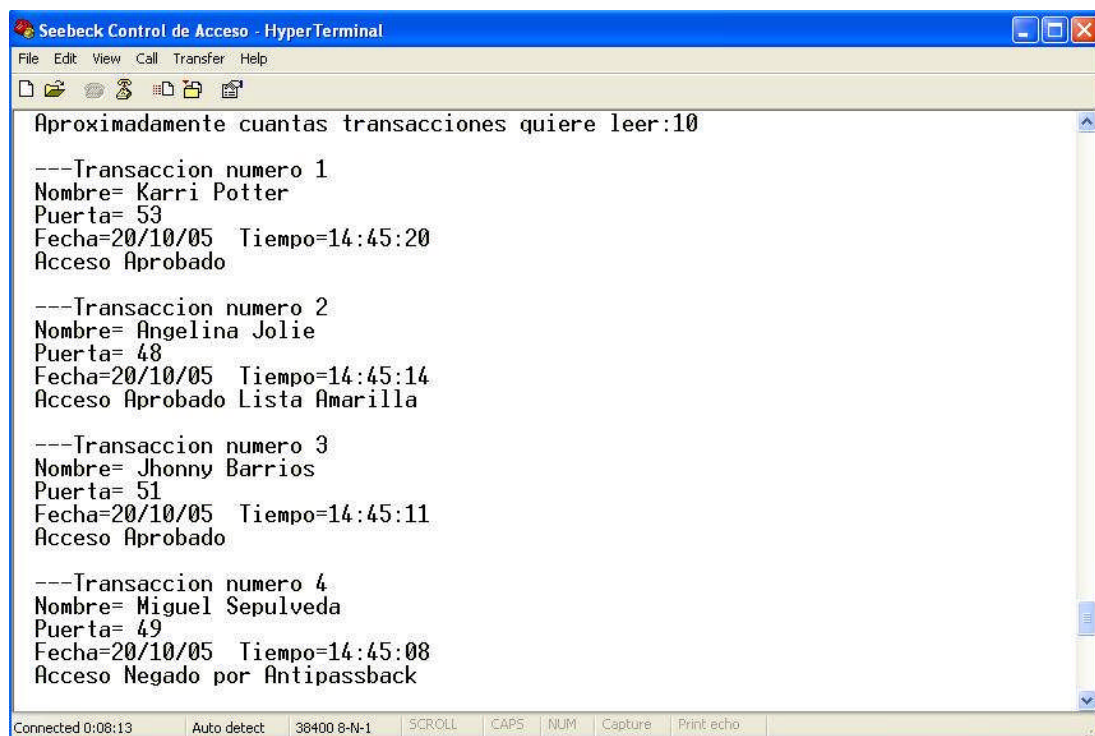 Seebeck Control de Acceso - HyperTerminal
File Edit View Call Transfer Help
Aproximadamente cuantas transacciones quiere leer:10
---Transaccion numero 1
Nombre= Karri Potter
Puerta= 53
Fecha=20/10/05 Tiempo=14:45:20
Acceso Aprobado
---Transaccion numero 2
Nombre= Angelina Jolie
Puerta= 48
Fecha=20/10/05 Tiempo=14:45:14
Acceso Aprobado Lista Amarilla
---Transaccion numero 3
Nombre= Jhonny Barrios
Puerta= 51
Fecha=20/10/05 Tiempo=14:45:11
Acceso Aprobado
---Transaccion numero 4
Nombre= Miguel Sepulveda
Puerta= 49
Fecha=20/10/05 Tiempo=14:45:08
Acceso Negado por Antipassback
Connected 0:08:13 Auto detect 38400 8-N-1 SCROLL CAPS NUM Capture Print echo